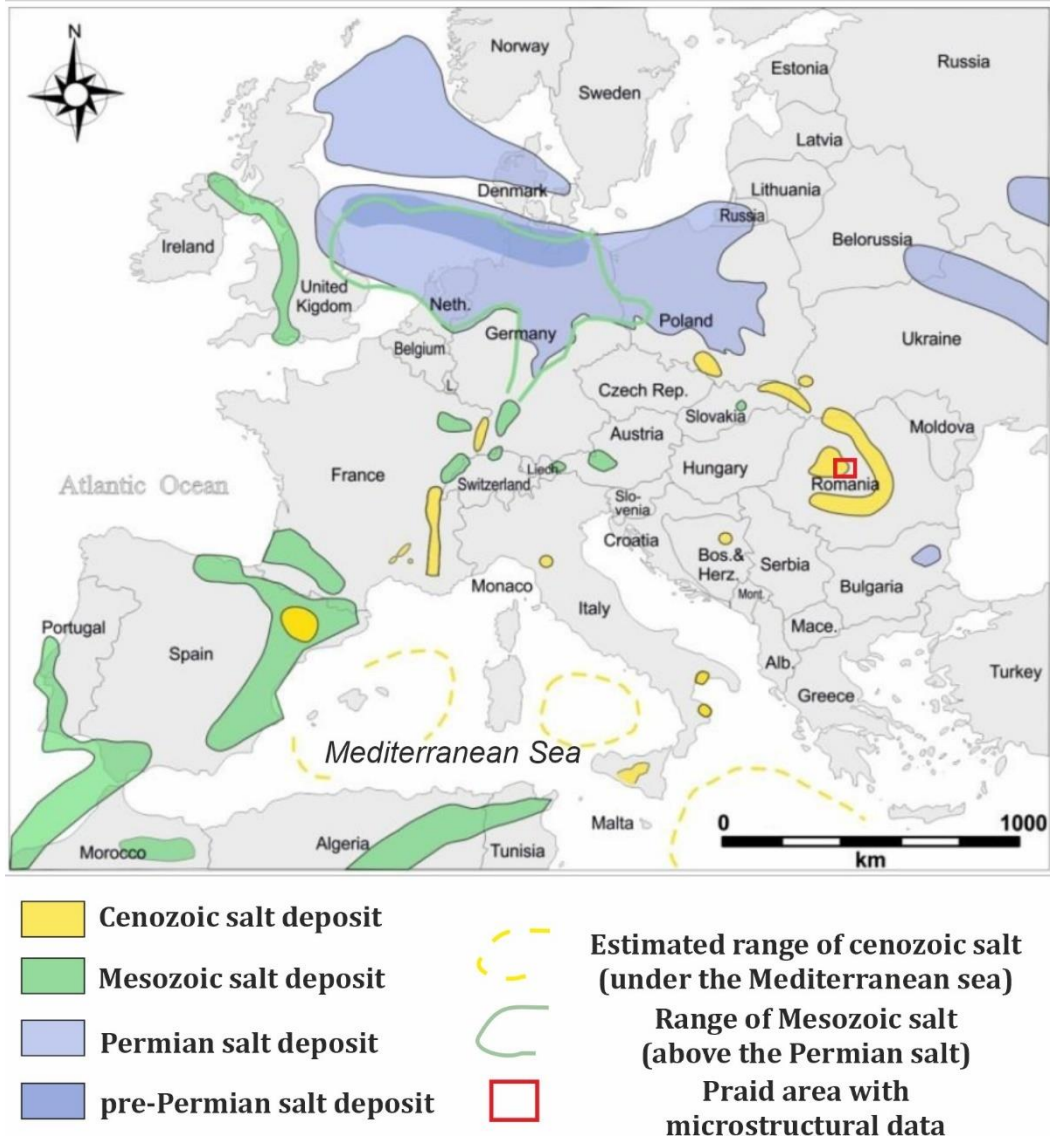 N
Norway
Sweden
Estonia
Russia
Latvia
Denmark
Lithuania
Russia
Ireland
Belorussia
United
Kigdom
Neth.
Germany
Poland
Ukraine
Belgium
L.
Czech Rep.
Slovakia
Moldova
Austria
Atlantic Ocean
France
Switzerland
Liech.
Hungary
Romania
Slo-
venia
Croatia
Bos.&
Herz.
Serbia
Monaco
Italy
Mont.
Bulgaria
Portugal
Spain
Mace.
Alb.
Greece
Turkey
Mediterranean Sea
Malta
0
1000
km
Morocco
Algeria
Tunisia
Cenozoic salt deposit
Mesozoic salt deposit
Permian salt deposit
pre-Permian salt deposit
Estimated range of cenozoic salt
(under the Mediterranean sea)
Range of Mesozoic salt
(above the Permian salt)
Praid area with
microstructural data